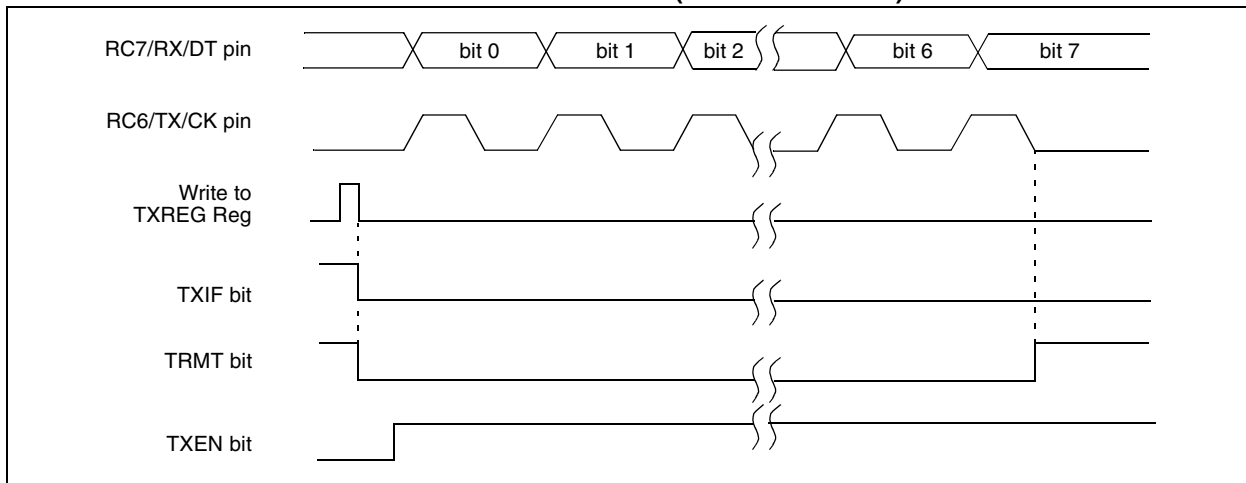 RC7/RX/DT pin
bit 0 bit 1 bit 2 bit 6 bit 7
RC6/TX/CK pin
Write to
TXREG Reg
TXIF bit
TRMT bit
TXEN bit